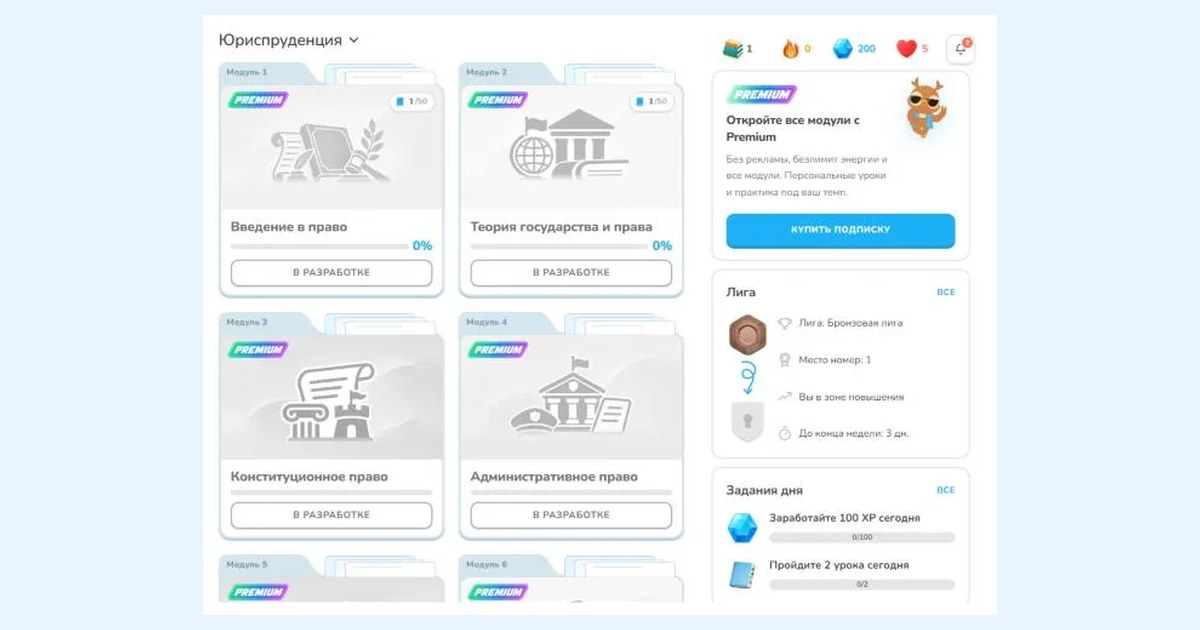 Юриспруденция
1
0
200
5
Модуль 1
PREMIUM
1/50
Введение в право
0%
В РАЗРАБОТКЕ
Модуль 2
PREMIUM
1/50
Теория государства и права
0%
В РАЗРАБОТКЕ
Модуль 3
PREMIUM
Конституционное право
В РАЗРАБОТКЕ
Модуль 4
PREMIUM
Административное право
В РАЗРАБОТКЕ
Модуль 5
PREMIUM
Модуль 6
PREMIUM
PREMIUM
Откройте все модули с
Premium
Без рекламы, безлимит энергии и
все модули. Персональные уроки
и практика под ваш темп.
КУПИТЬ ПОДПИСКУ
Лига
ВСЕ
Лига: Бронзовая лига
Место номер: 1
Вы в зоне повышения
До конца недели: 3 дн.
Задания дня
ВСЕ
Заработайте 100 XP сегодня
0/100
Пройдите 2 урока сегодня
0/2